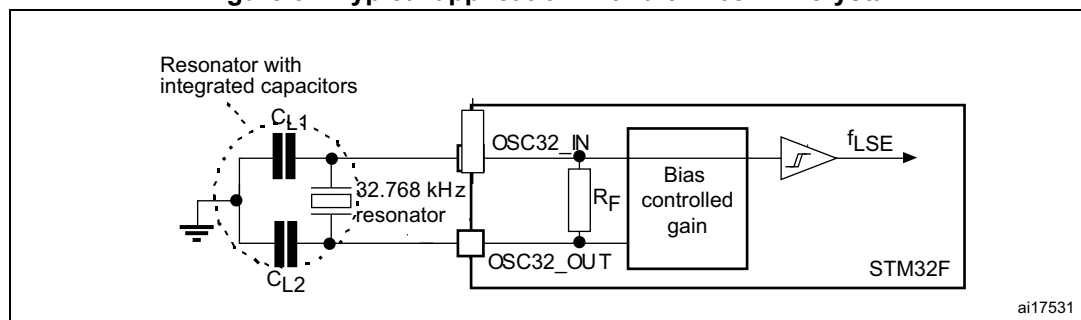 Resonator with
integrated capacitors
CL1
OSC32_IN
fLSE
32.768 kHz
resonator
RF
Bias
controlled
gain
OSC32_OUT
STM32F
CL2
ai17531